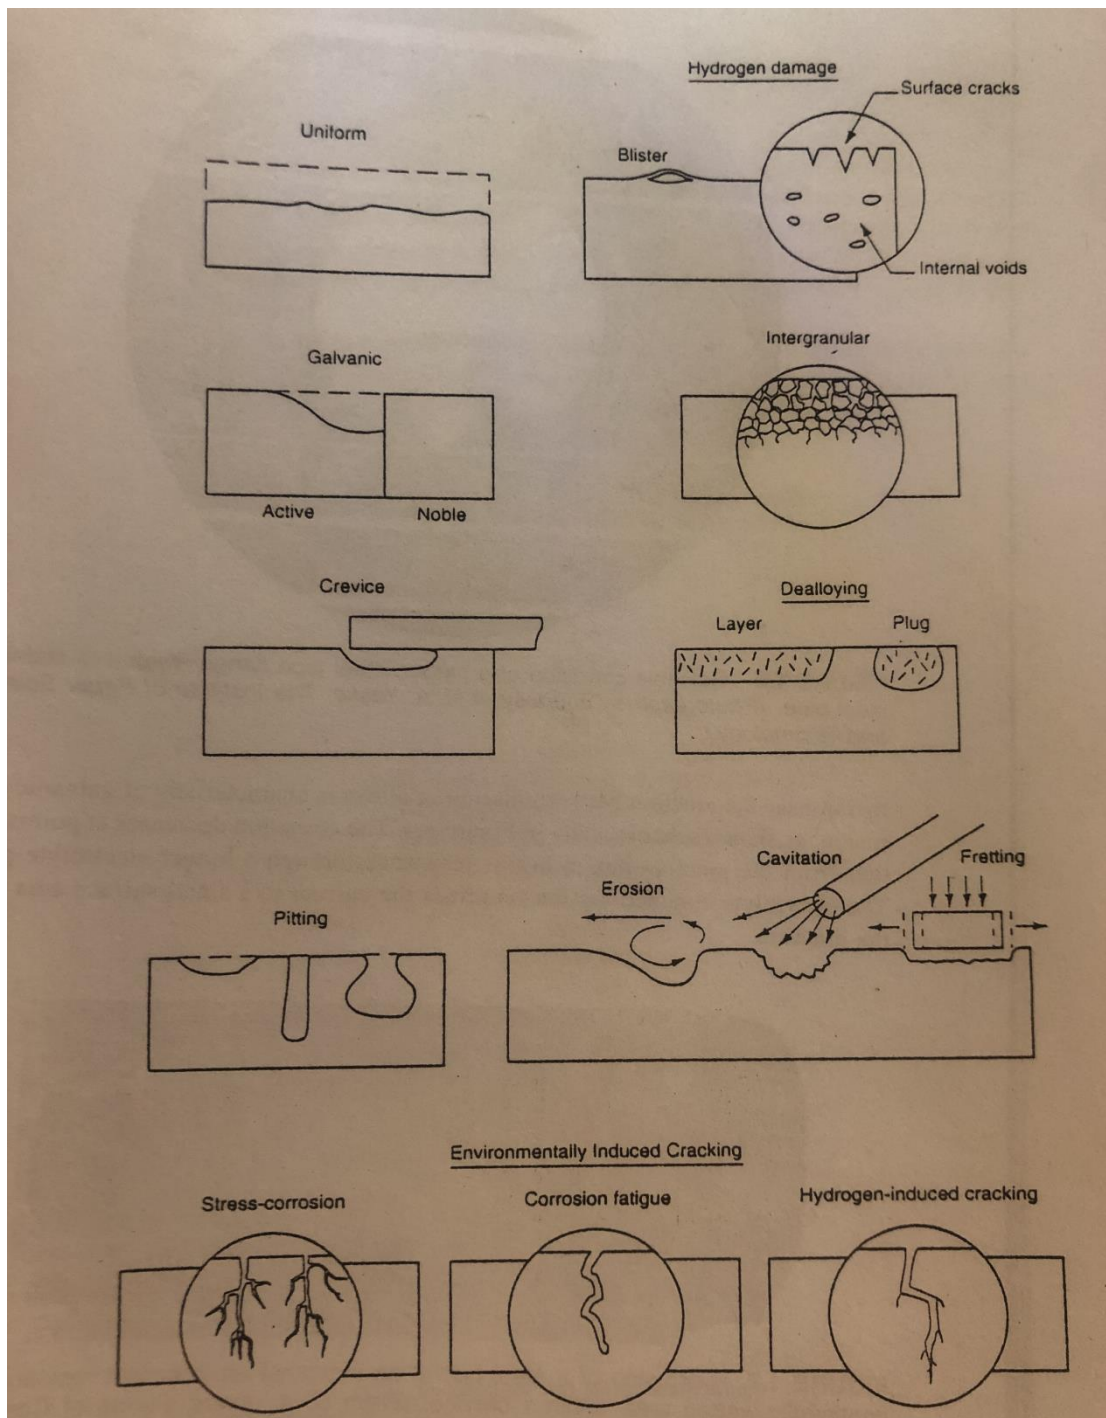 Hydrogen damage
Surface cracks
Uniform
Blister
Internal voids
Galvanic
Intergranular
Active
Noble
Crevice
Dealloying
Layer
Plug
Cavitation
Fretting
Erosion
Pitting
Environmentally Induced Cracking
Stress-corrosion
Corrosion fatigue
Hydrogen-induced cracking